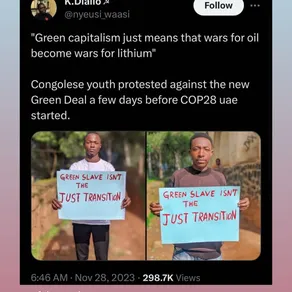 K.Diallo
@nyeusi_waasi
Follow
"Green capitalism just means that wars for oil
become wars for lithium"
Congolese youth protested against the new
Green Deal a few days before COP28 uae
started.
GREEN SLAVE ISN'T
THE
JUST TRANSITION
GREEN SLAVE ISN'T
THE
JUST TRANSITION
6:46 AM · Nov 28, 2023 · 298.7K Views